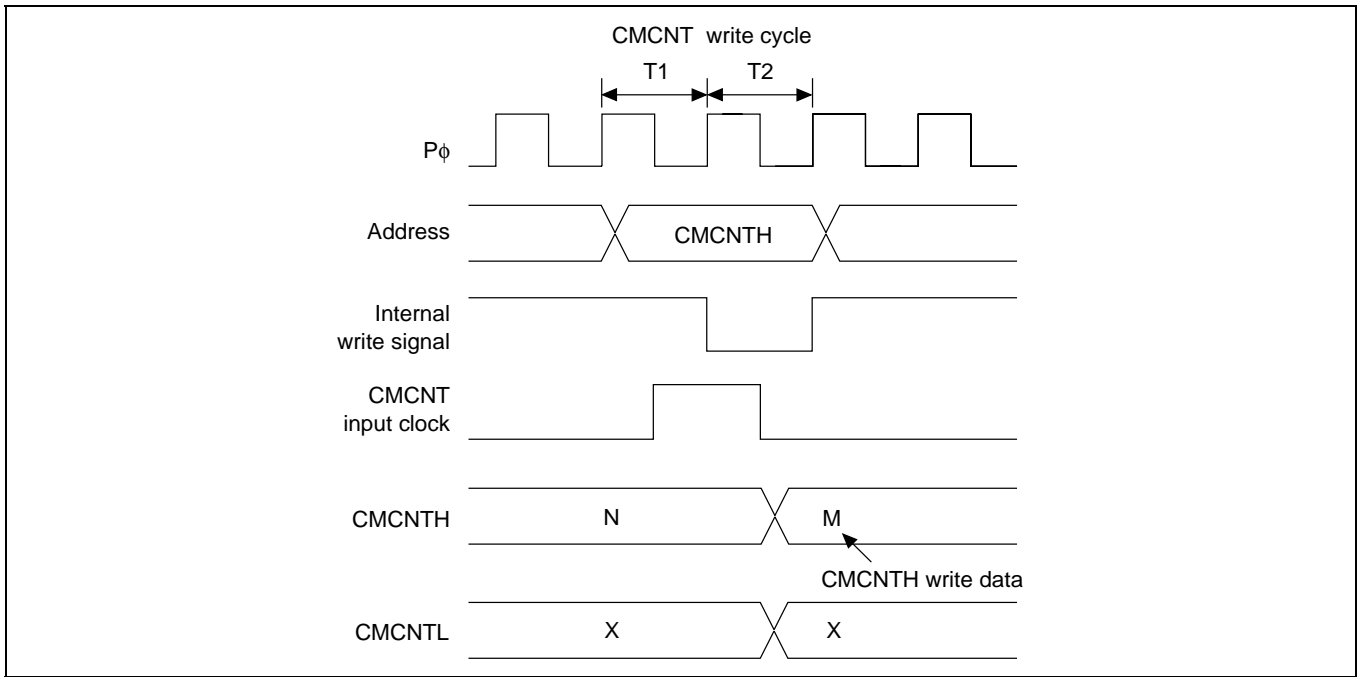 CMCNT write cycle
T1 T2
Pϕ
Address CMCNTH
Internal
write signal
CMCNT
input clock
CMCNTH N M
CMCNTH write data
CMCNTL X X